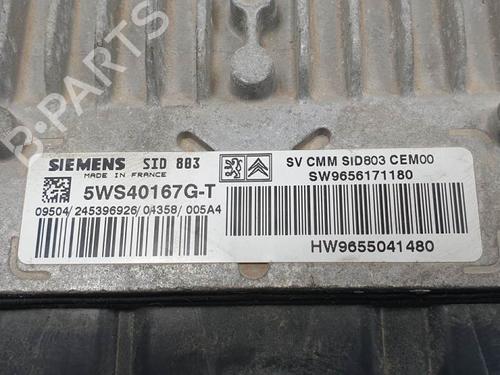 B-PARTS
SIEMENS SID 803
MADE IN FRANCE
5WS40167G-T
09504/245396926/04358/005A4
SV CMM SiD803 CEM00
SW9656171180
HW9655041480